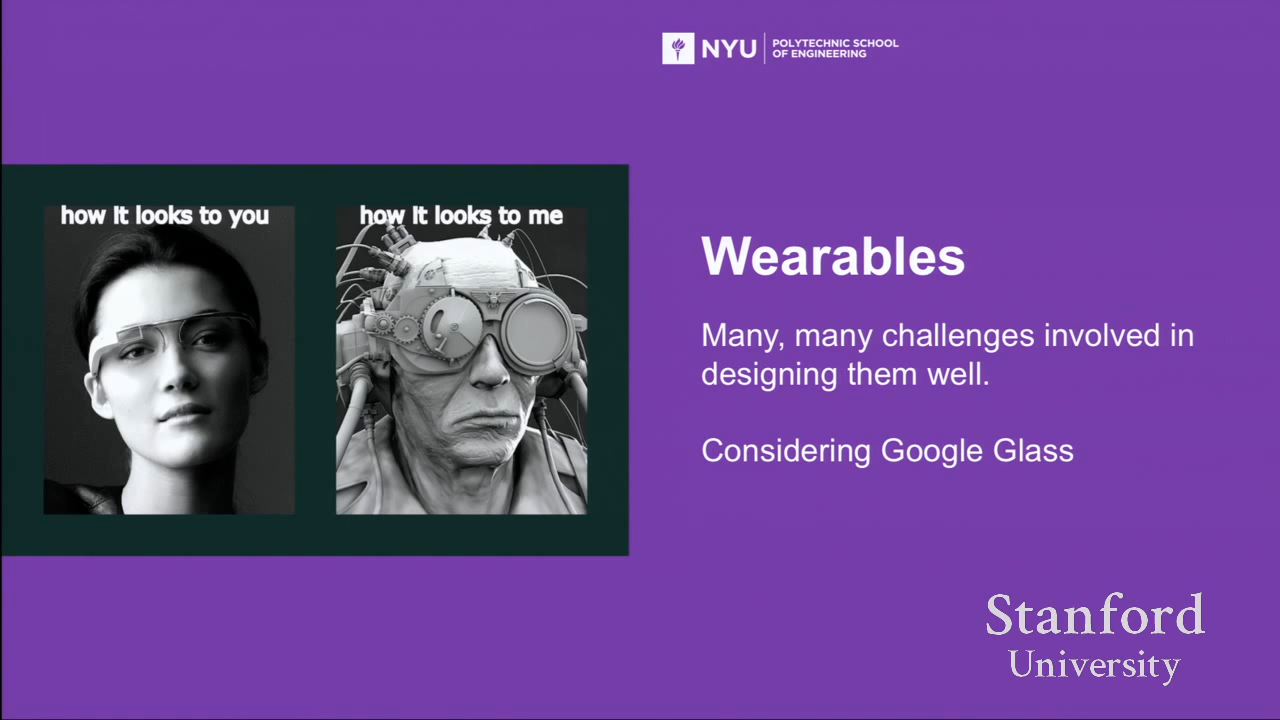 NYU
POLYTECHNIC SCHOOL
OF ENGINEERING
how it looks to you
how it looks to me
Wearables
Many, many challenges involved in
designing them well.
Considering Google Glass
Stanford
University